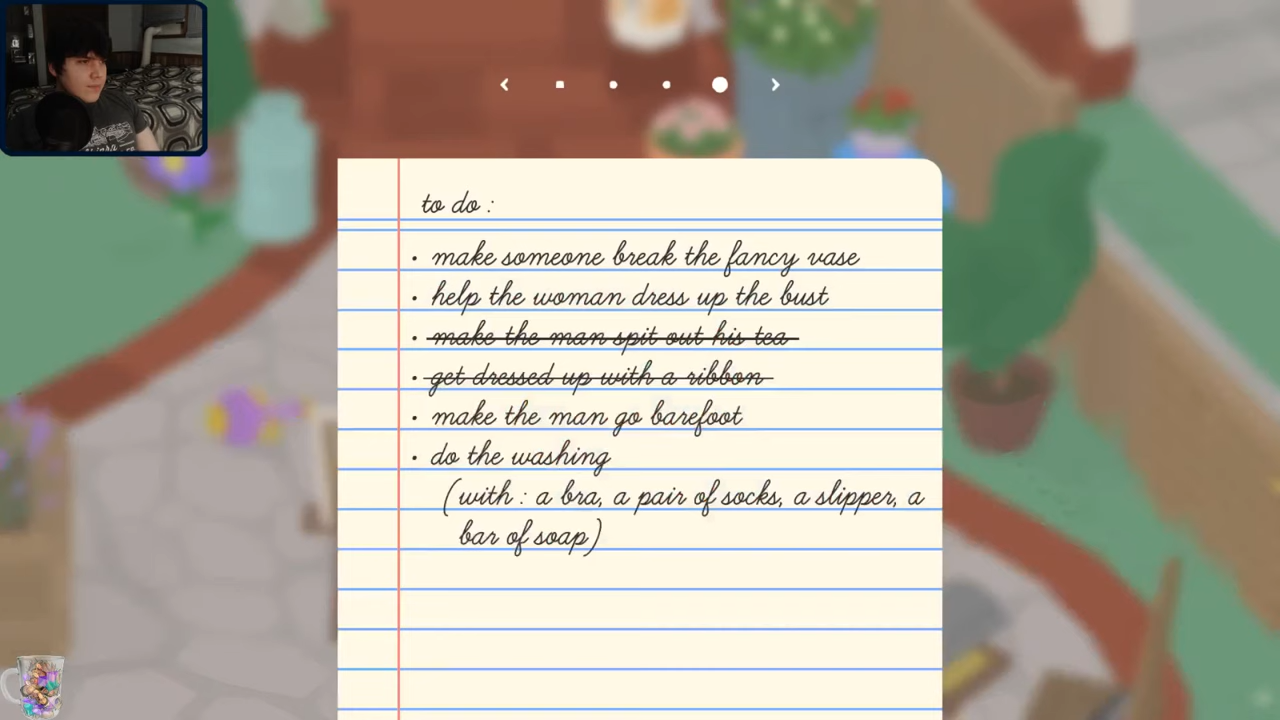 to do :
• make someone break the fancy vase
• help the woman dress up the bust
• make the man spit out his tea
• get dressed up with a ribbon
• make the man go barefoot
• do the washing
(with : a bra, a pair of socks, a slipper, a
bar of soap)